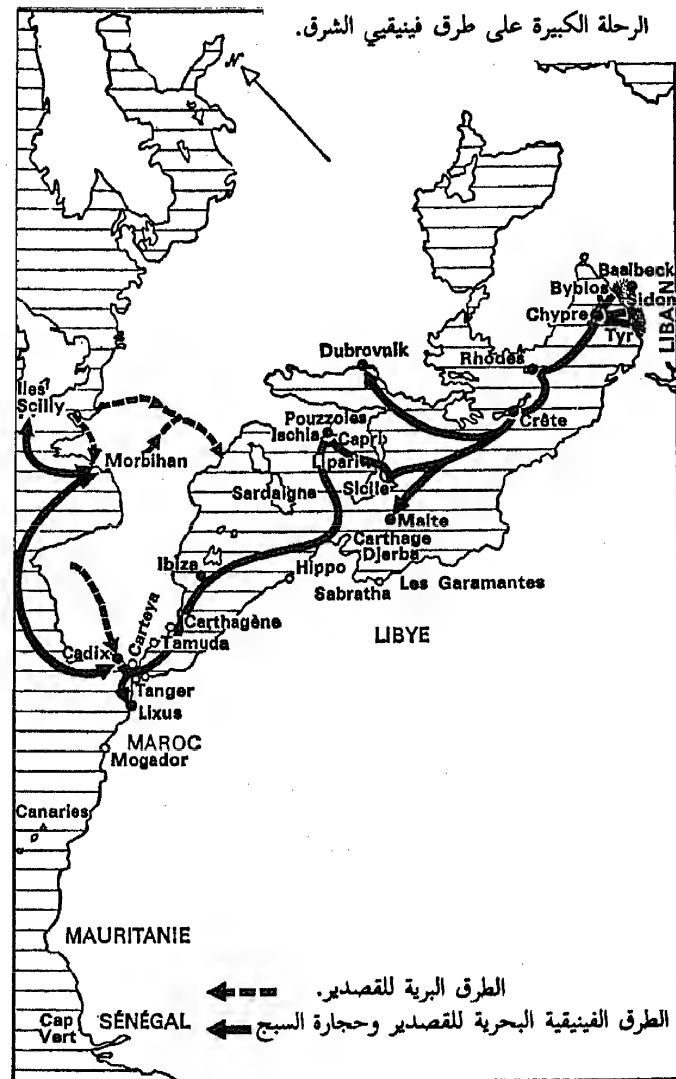 الرحلة الكبيرة على طرق فينيقيي الشرق.
N
Baalbeck
Byblos
Sidon
Chypre
Tyr
LIBAN
Dubrovnik
Rhodes
Iles
Scilly
Crête
Pouzzoles
Ischia
Capri
Lipari
Morbihan
Sicile
Sardaigne
Malte
Carthage
Djerba
Ibiza
Hippo
Sabratha
Les Garamantes
Carthagène
Carteya
Tamuda
LIBYE
Cadix
Tanger
Lixus
MAROC
Mogador
Canaries
MAURITANIE
الطرق البرية للقصدير.
Cap
Vert
SÉNÉGAL
الطرق الفينيقية البحرية للقصدير وحجارة السبج